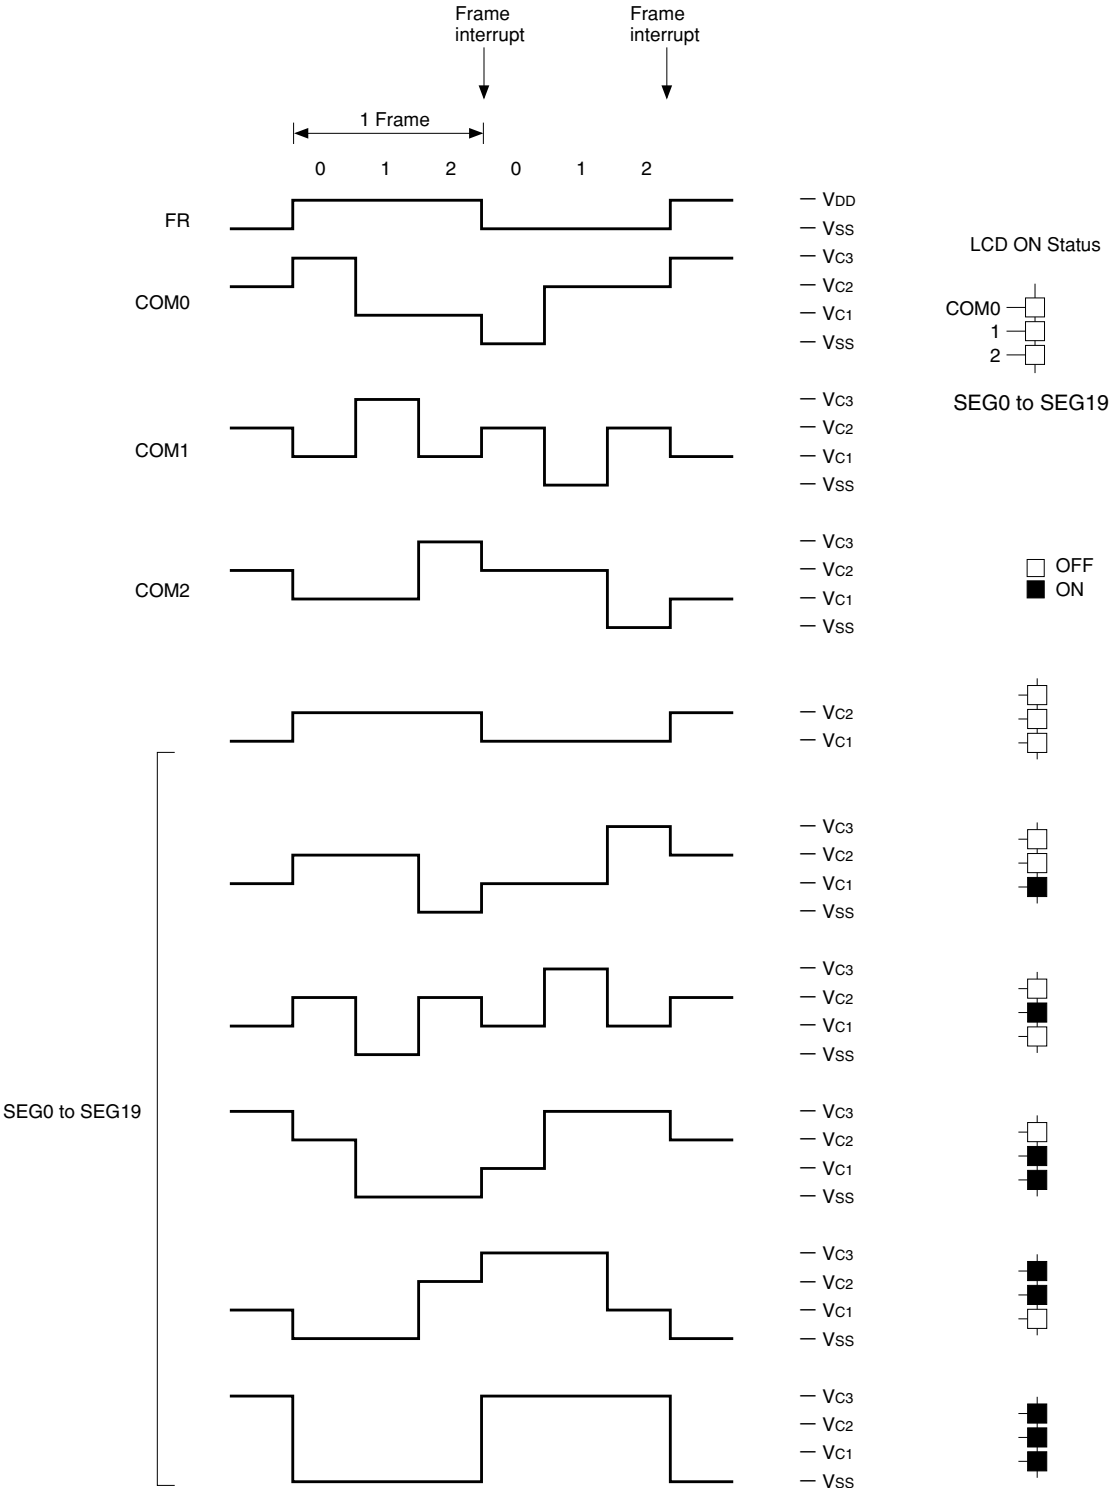 Frame
interrupt
Frame
interrupt
1 Frame
0 1 2 0 1 2
FR
VDD
VSS
LCD ON Status
COM0
VC3
VC2
VC1
VSS
COM0
1
2
SEG0 to SEG19
COM1
VC3
VC2
VC1
VSS
COM2
VC3
VC2
VC1
VSS
OFF
ON
VC2
VC1
VC3
VC2
VC1
VSS
VC3
VC2
VC1
VSS
SEG0 to SEG19
VC3
VC2
VC1
VSS
VC3
VC2
VC1
VSS
VC3
VC2
VC1
VSS